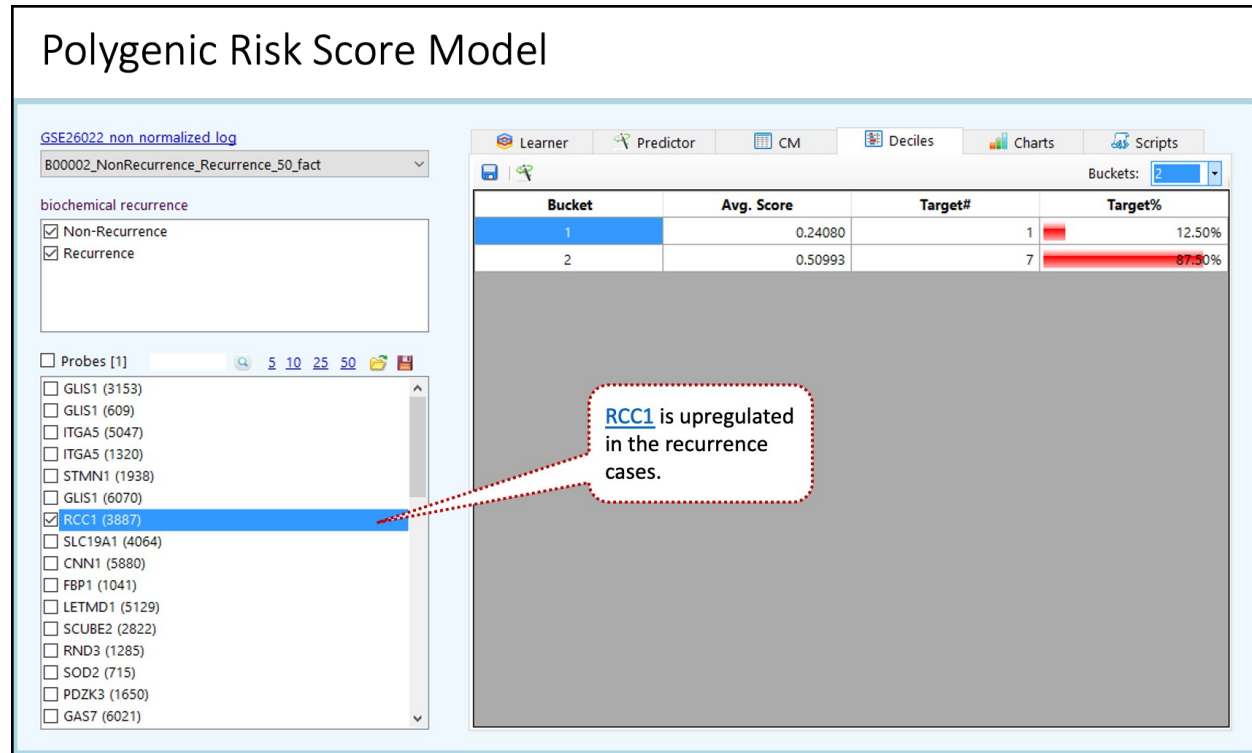 Polygenic Risk Score Model
GSE26022 non normalized log
B00002_NonRecurrence_Recurrence_50_fact
biochemical recurrence
Non-Recurrence
Recurrence
Probes [1] 5 10 25 50
GLIS1 (3153)
GLIS1 (609)
ITGA5 (5047)
ITGA5 (1320)
STMN1 (1938)
GLIS1 (6070)
RCC1 (3887)
SLC19A1 (4064)
CNN1 (5880)
FBP1 (1041)
LETMD1 (5129)
SCUBE2 (2822)
RND3 (1285)
SOD2 (715)
PDZK3 (1650)
GAS7 (6021)
Learner Predictor CM Deciles Charts Scripts
Buckets: 2
Bucket Avg. Score Target# Target%
1 0.24080 1 12.50%
2 0.50993 7 87.50%
RCC1 is upregulated
in the recurrence
cases.